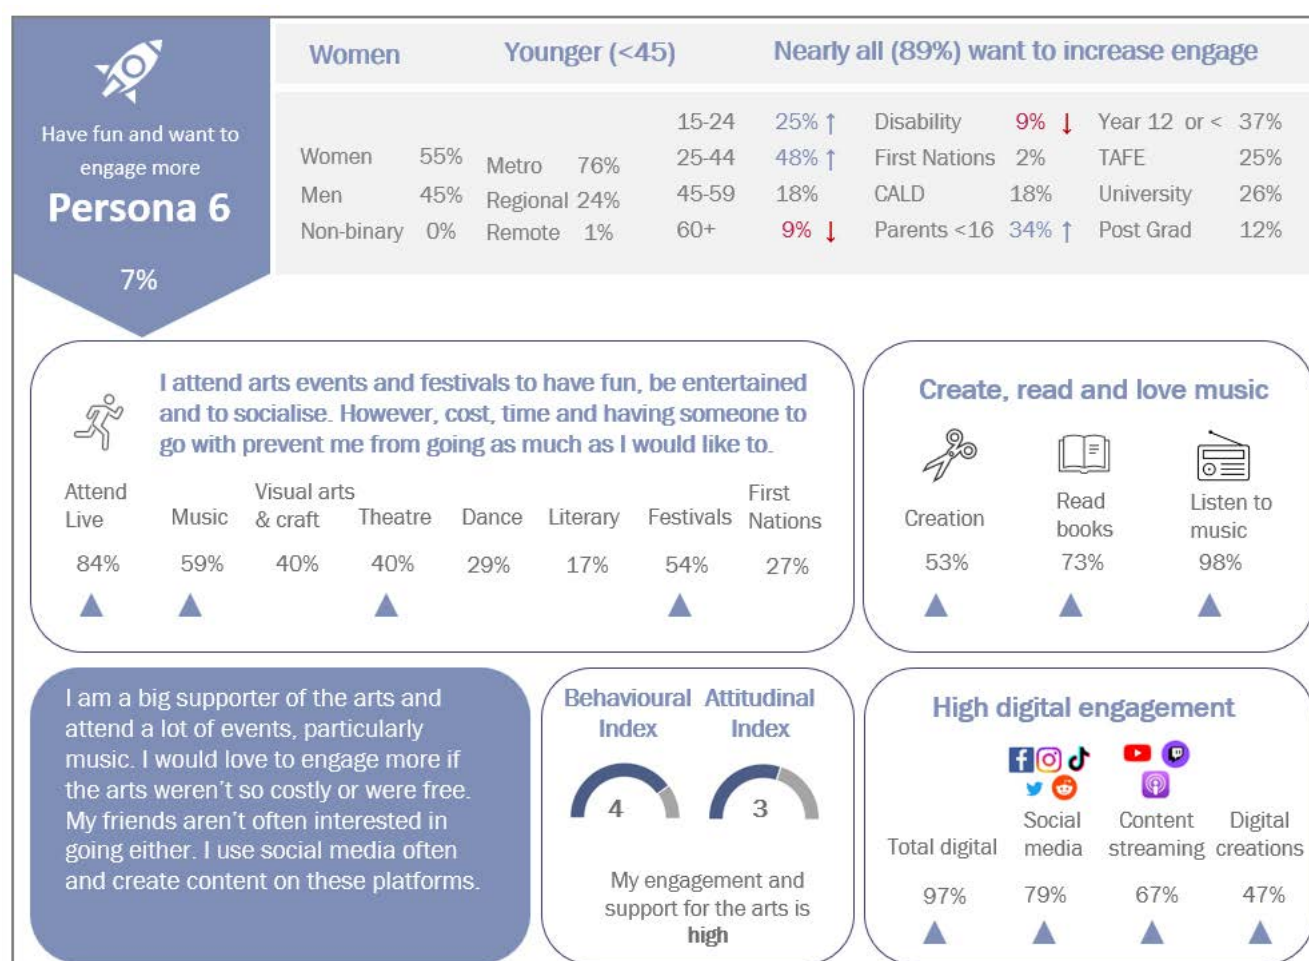 Have fun and want to
engage more
Persona 6
7%
Women Younger (<45) Nearly all (89%) want to increase engage
Women 55%
Men 45%
Non-binary 0%
Metro 76%
Regional 24%
Remote 1%
15-24 25% ↑
25-44 48% ↑
45-59 18%
60+ 9% ↓
Disability 9% ↓
First Nations 2%
CALD 18%
Parents <16 34% ↑
Year 12 or < 37%
TAFE 25%
University 26%
Post Grad 12%
I attend arts events and festivals to have fun, be entertained
and to socialise. However, cost, time and having someone to
go with prevent me from going as much as I would like to.
Attend
Live
84%
Music
59%
Visual arts
& craft
40%
Theatre
40%
Dance
29%
Literary
17%
Festivals
54%
First
Nations
27%
Create, read and love music
Creation
53%
Read
books
73%
Listen to
music
98%
I am a big supporter of the arts and
attend a lot of events, particularly
music. I would love to engage more if
the arts weren't so costly or were free.
My friends aren't often interested in
going either. I use social media often
and create content on these platforms.
Behavioural
Index
4
Attitudinal
Index
3
My engagement and
support for the arts is
high
High digital engagement
Total digital
97%
Social
media
79%
Content
streaming
67%
Digital
creations
47%